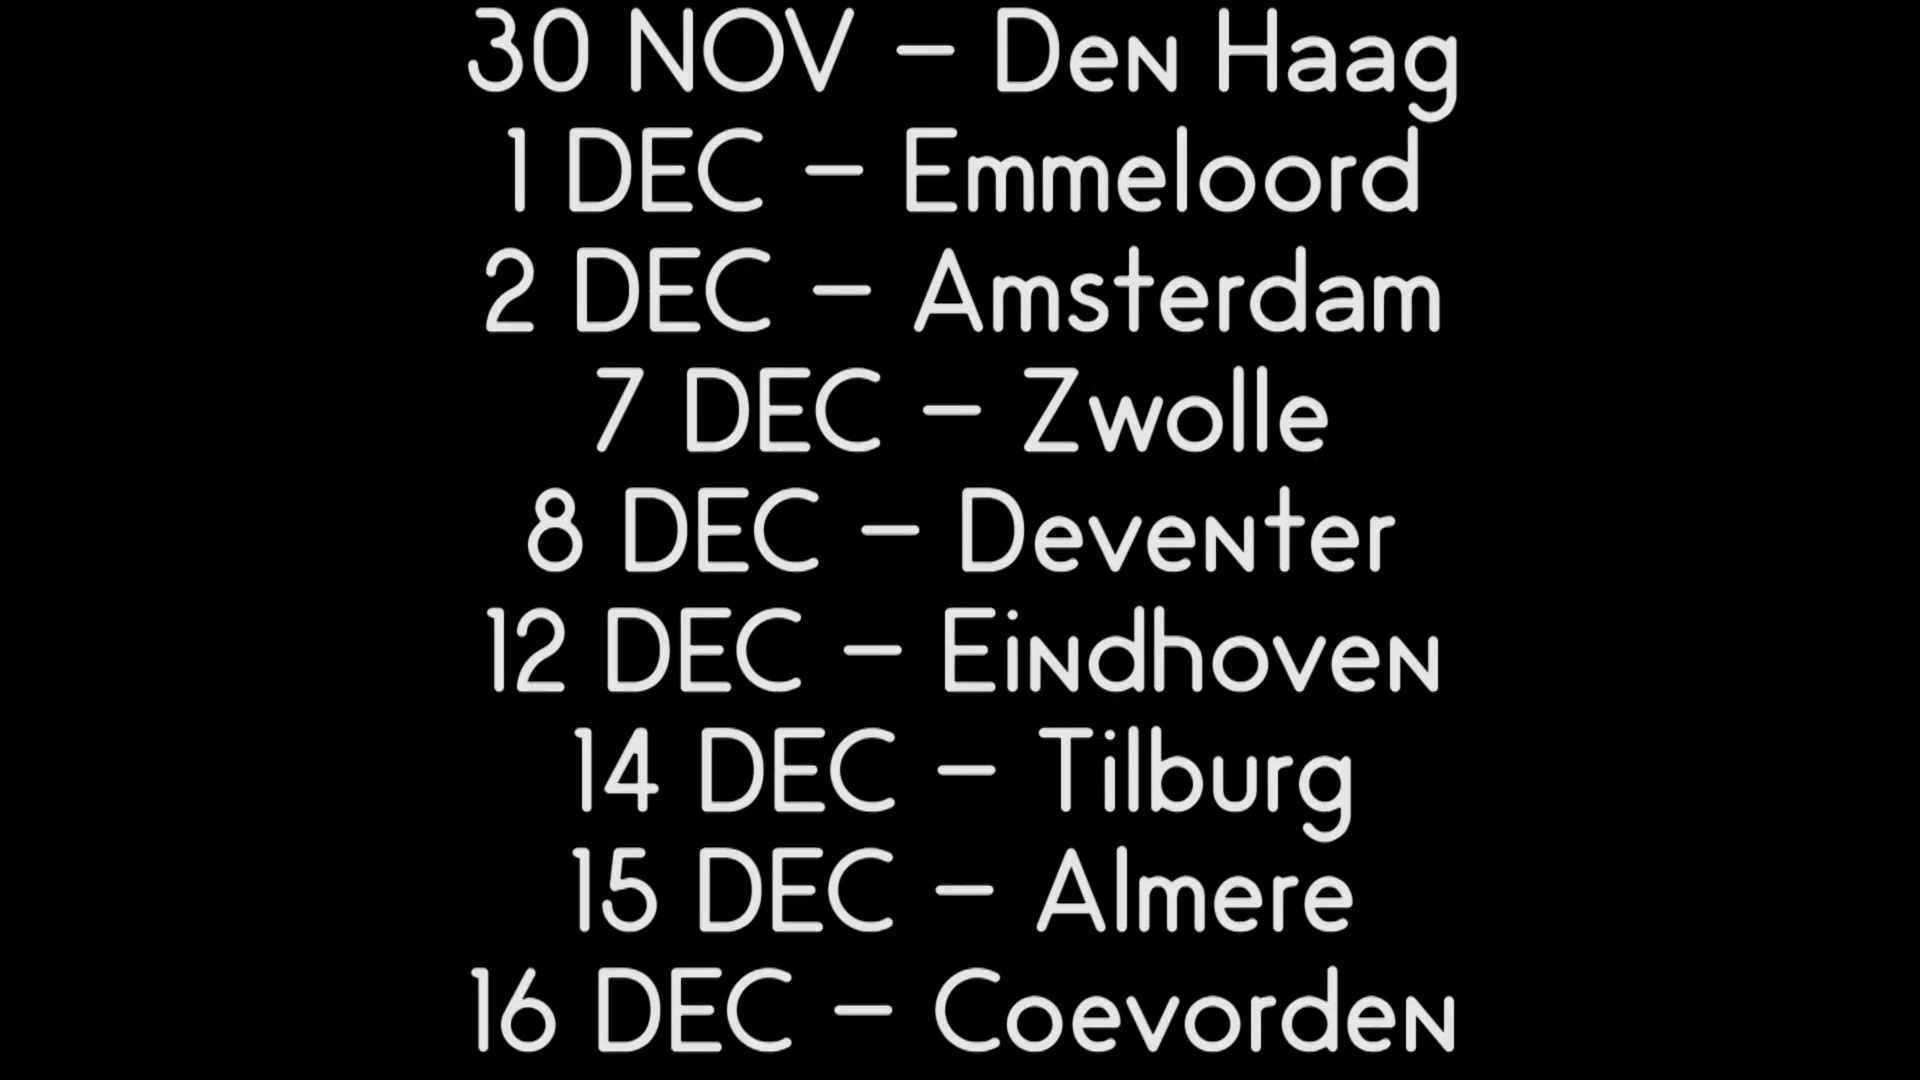 30 NOV – Den Haag
1 DEC – Emmeloord
2 DEC – Amsterdam
7 DEC – Zwolle
8 DEC – Deventer
12 DEC – Eindhoven
14 DEC – Tilburg
15 DEC – Almere
16 DEC – Coevorden